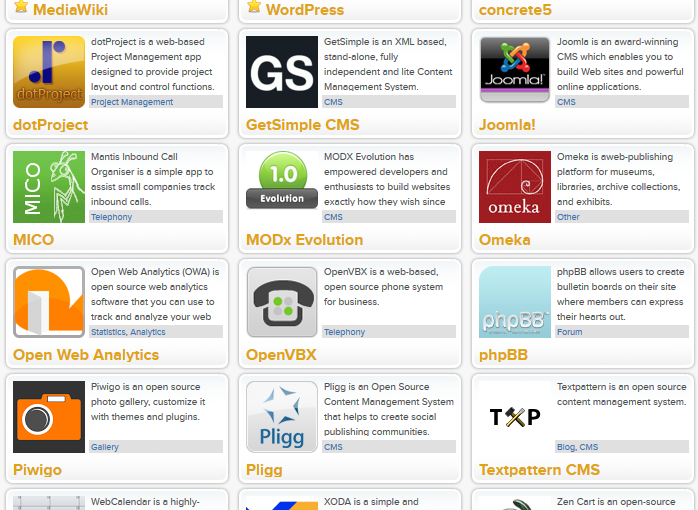 MediaWiki
WordPress
concrete5
dotProject
dotProject is a web-based
Project Management app
designed to provide project
layout and control functions.
Project Management
dotProject
GS
GetSimple is an XML based,
stand-alone, fully
independent and lite Content
Management System.
CMS
GetSimple CMS
Joomla!
Joomla is an award-winning
CMS which enables you to
build Web sites and powerful
online applications.
CMS
Joomla!
MICO
Mantis Inbound Call
Organiser is a simple app to
assist small companies track
inbound calls.
Telephony
MICO
1.0
Evolution
MODX Evolution has
empowered developers and
enthusiasts to build websites
exactly how they wish since
CMS
MODx Evolution
omeka
Omeka is aweb-publishing
platform for museums,
libraries, archive collections,
and exhibits.
Other
Omeka
Open Web Analytics (OWA) is
open source web analytics
software that you can use to
track and analyze your web
Statistics, Analytics
Open Web Analytics
OpenVBX is a web-based,
open source phone system
for business.
Telephony
OpenVBX
phpBB
phpBB allows users to create
bulletin boards on their site
where members can express
their hearts out.
Forum
phpBB
Piwigo is an open source
photo gallery, customize it
with themes and plugins.
Gallery
Piwigo
Pligg
Pligg is an Open Source
Content Management System
that helps to create social
publishing communities.
CMS
Pligg
TXP
Textpattern is an open source
content management system.
Blog, CMS
Textpattern CMS
WebCalendar is a highly-
XODA is a simple and
Zen Cart is an open-source